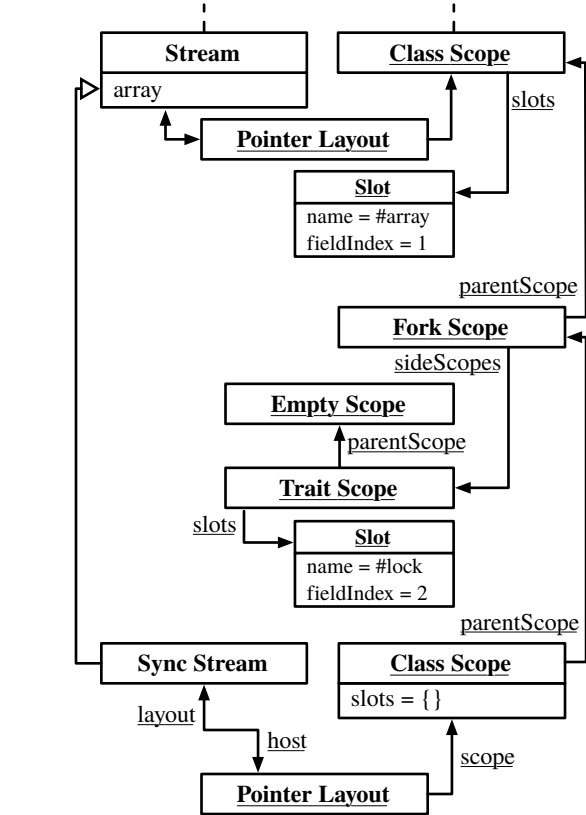 Stream
Class Scope
array
slots
Pointer Layout
Slot
name = #array
fieldIndex = 1
parentScope
Fork Scope
sideScopes
Empty Scope
parentScope
Trait Scope
slots
Slot
name = #lock
fieldIndex = 2
parentScope
Sync Stream
Class Scope
slots = {}
layout
host
scope
Pointer Layout